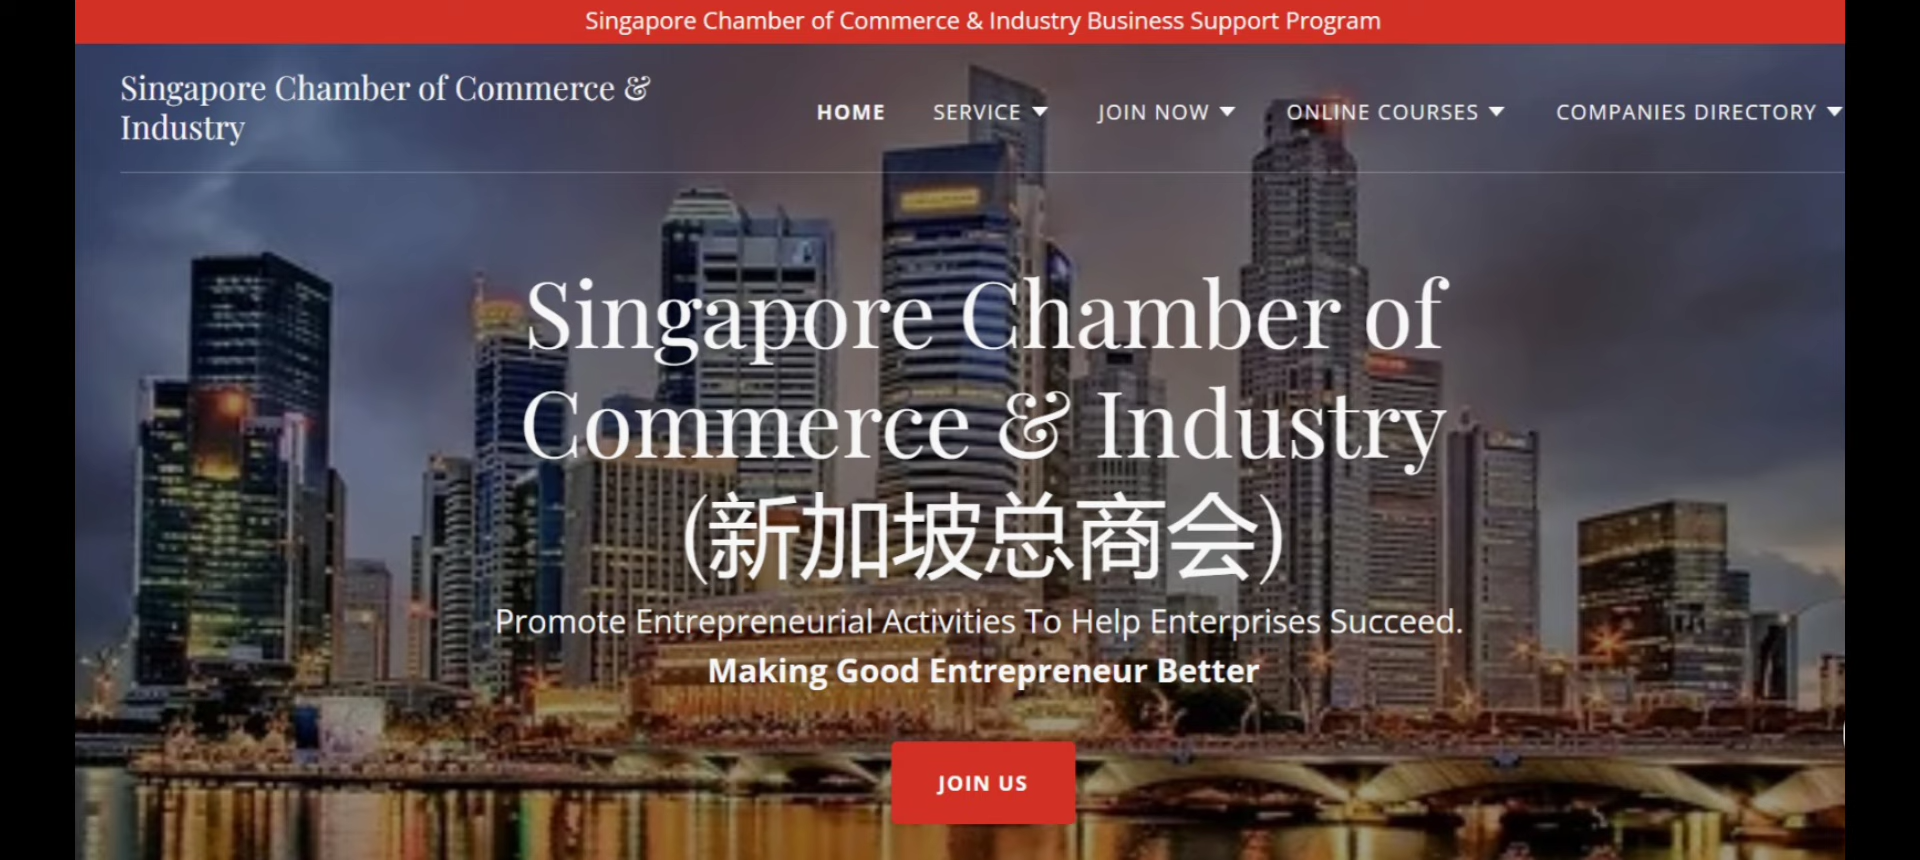 Singapore Chamber of Commerce & Industry Business Support Program
Singapore Chamber of Commerce &
Industry
HOME SERVICE JOIN NOW ONLINE COURSES COMPANIES DIRECTORY
Singapore Chamber of
Commerce & Industry
(新加坡总商会)
Promote Entrepreneurial Activities To Help Enterprises Succeed.
Making Good Entrepreneur Better
JOIN US